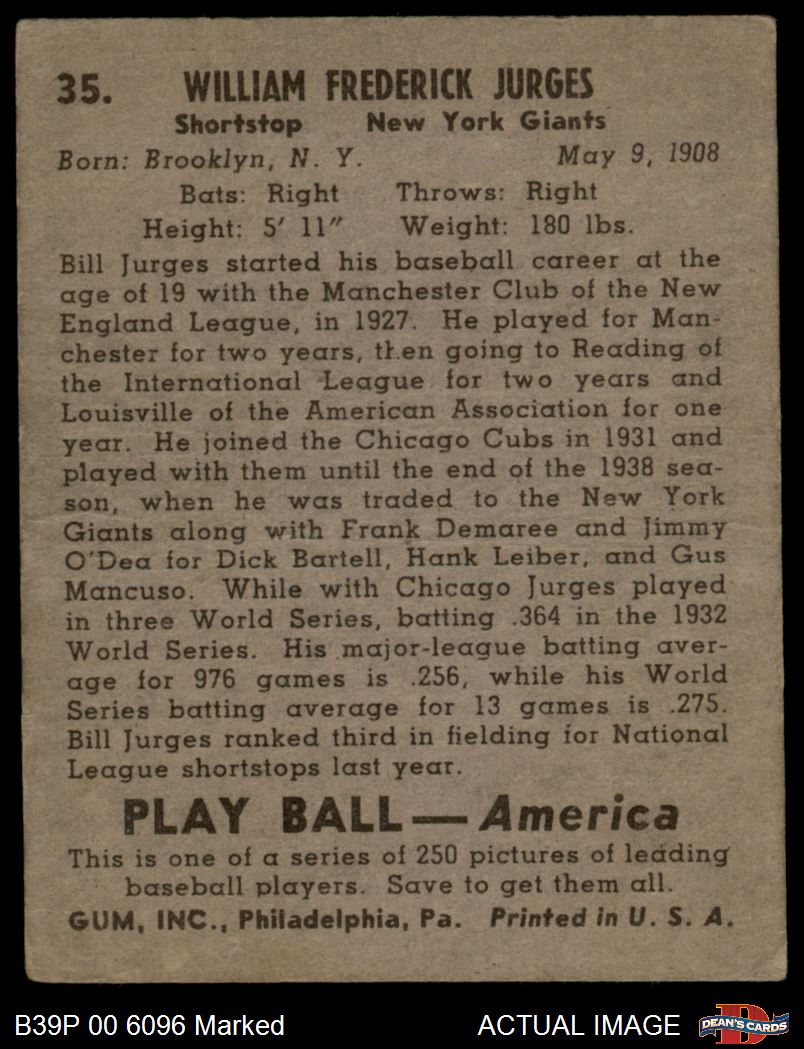 35. WILLIAM FREDERICK JURGES
Shortstop New York Giants
Born: Brooklyn, N. Y. May 9, 1908
Bats: Right Throws: Right
Height: 5' 11" Weight: 180 lbs.
Bill Jurges started his baseball career at the
age of 19 with the Manchester Club of the New
England League, in 1927. He played for Man-
chester for two years, then going to Reading of
the International League for two years and
Louisville of the American Association for one
year. He joined the Chicago Cubs in 1931 and
played with them until the end of the 1938 sea-
son, when he was traded to the New York
Giants along with Frank Demaree and Jimmy
O'Dea for Dick Bartell, Hank Leiber, and Gus
Mancuso. While with Chicago Jurges played
in three World Series, batting .364 in the 1932
World Series. His major-league batting aver-
age for 976 games is .256, while his World
Series batting average for 13 games is .275.
Bill Jurges ranked third in fielding for National
League shortstops last year.
PLAY BALL—America
This is one of a series of 250 pictures of leading
baseball players. Save to get them all.
GUM, INC., Philadelphia, Pa. Printed in U. S. A.
B39P 00 6096 Marked ACTUAL IMAGE DEAN'S CARDS